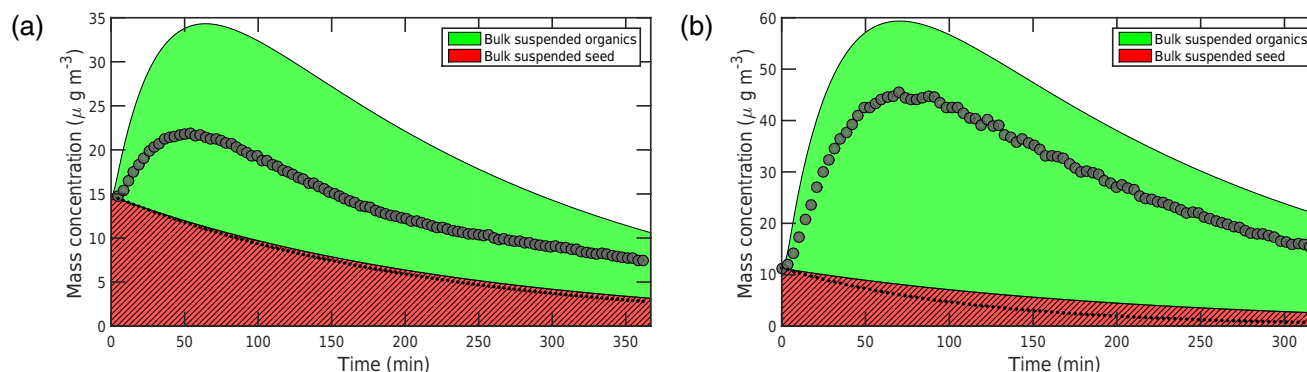 (a)
35
30
25
20
15
10
5
0
Mass concentration (μ g m-3)
Bulk suspended organics
Bulk suspended seed
0 50 100 150 200 250 300 350
Time (min)
(b)
60
50
40
30
20
10
0
Mass concentration (μ g m-3)
Bulk suspended organics
Bulk suspended seed
0 50 100 150 200 250 300
Time (min)